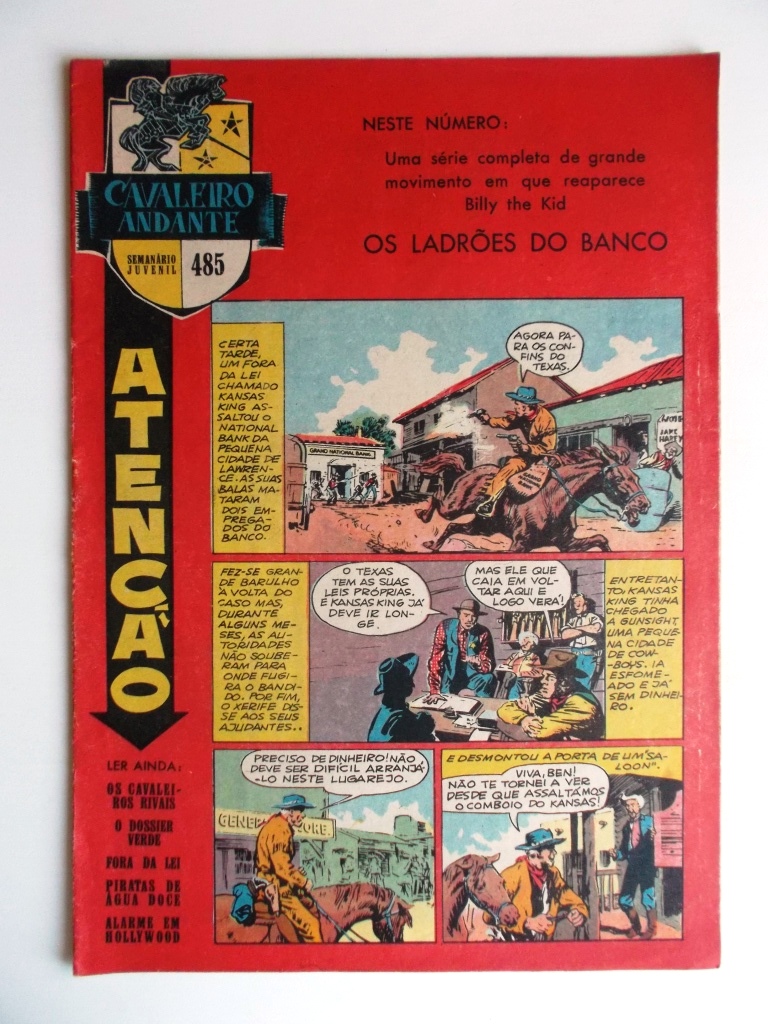 CAVALEIRO
ANDANTE
SEMANÁRIO
JUVENIL
485
NESTE NÚMERO:
Uma série completa de grande
movimento em que reaparece
Billy the Kid
OS LADRÕES DO BANCO
ATENÇÃO
CERTA
TARDE,
UM FORA
DA LEI
CHAMADO
KANSAS
KING AS-
SALTOU O
NATIONAL
BANK DA
PEQUENA
CIDADE DE
LAWREN-
CE. AS SUAS
BALAS MA-
TARAM
DOIS EM-
PREGA-
DOS DO
BANCO.
AGORA PA-
RA OS CON-
FINS DO
TEXAS.
GRAND NATIONAL BANK
FEZ-SE GRAN-
DE BARULHO
À VOLTA DO
CASO MAS,
DURANTE
ALGUNS ME-
SES, AS AU-
TORIDADES
NÃO SOUBE-
RAM PARA
ONDE FUGI-
RA O BANDI-
DO. POR FIM,
O XERIFE DIS-
SE AOS SEUS
AJUDANTES..
O TEXAS
TEM AS SUAS
LEIS PRÓPRIAS.
E KANSAS KING JÁ
DEVE IR LON-
GE.
MAS ELE QUE
CAIA EM VOL-
TAR AQUI E
LOGO VERA!
ENTRETAN-
TO, KANSAS
KING TINHA
CHEGADO
A GUNSIGHT,
UMA PEQUE-
NA CIDADE
DE COW-
BOYS. IA
ESFOME-
ADO E JÁ
SEM DINHEI-
RO.
PRECISO DE DINHEIRO! NÃO
DEVE SER DIFÍCIL ARRANJÁ-
-LO NESTE LUGAREJO.
E DESMONTOU A PORTA DE UM "SA-
LOON".
VIVA, BEN!
NÃO TE TORNEI A VER
DESDE QUE ASSALTÁMOS
O COMBÓIO DO KANSAS!
LER AINDA:
OS CAVALEI-
ROS RIVAIS
O DOSSIER
VERDE
FORA DA LEI
PIRATAS DE
ÁGUA DOCE
ALARME EM
HOLLYWOOD